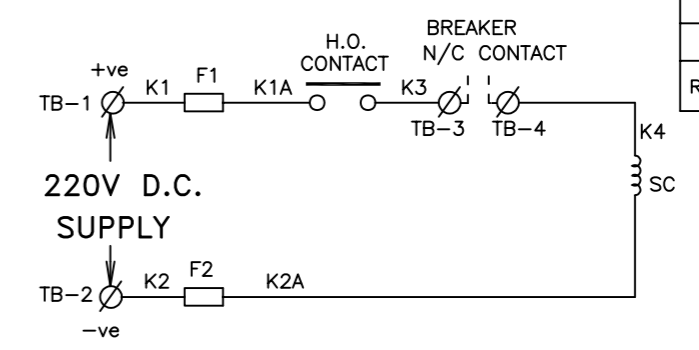 BREAKER
H.O. N/C CONTACT
CONTACT
+ve
K1 F1 K1A K3
TB-1
TB-3 TB-4
K4
R
220V D.C.
SC
SUPPLY
K2 F2 K2A
TB-2
-ve